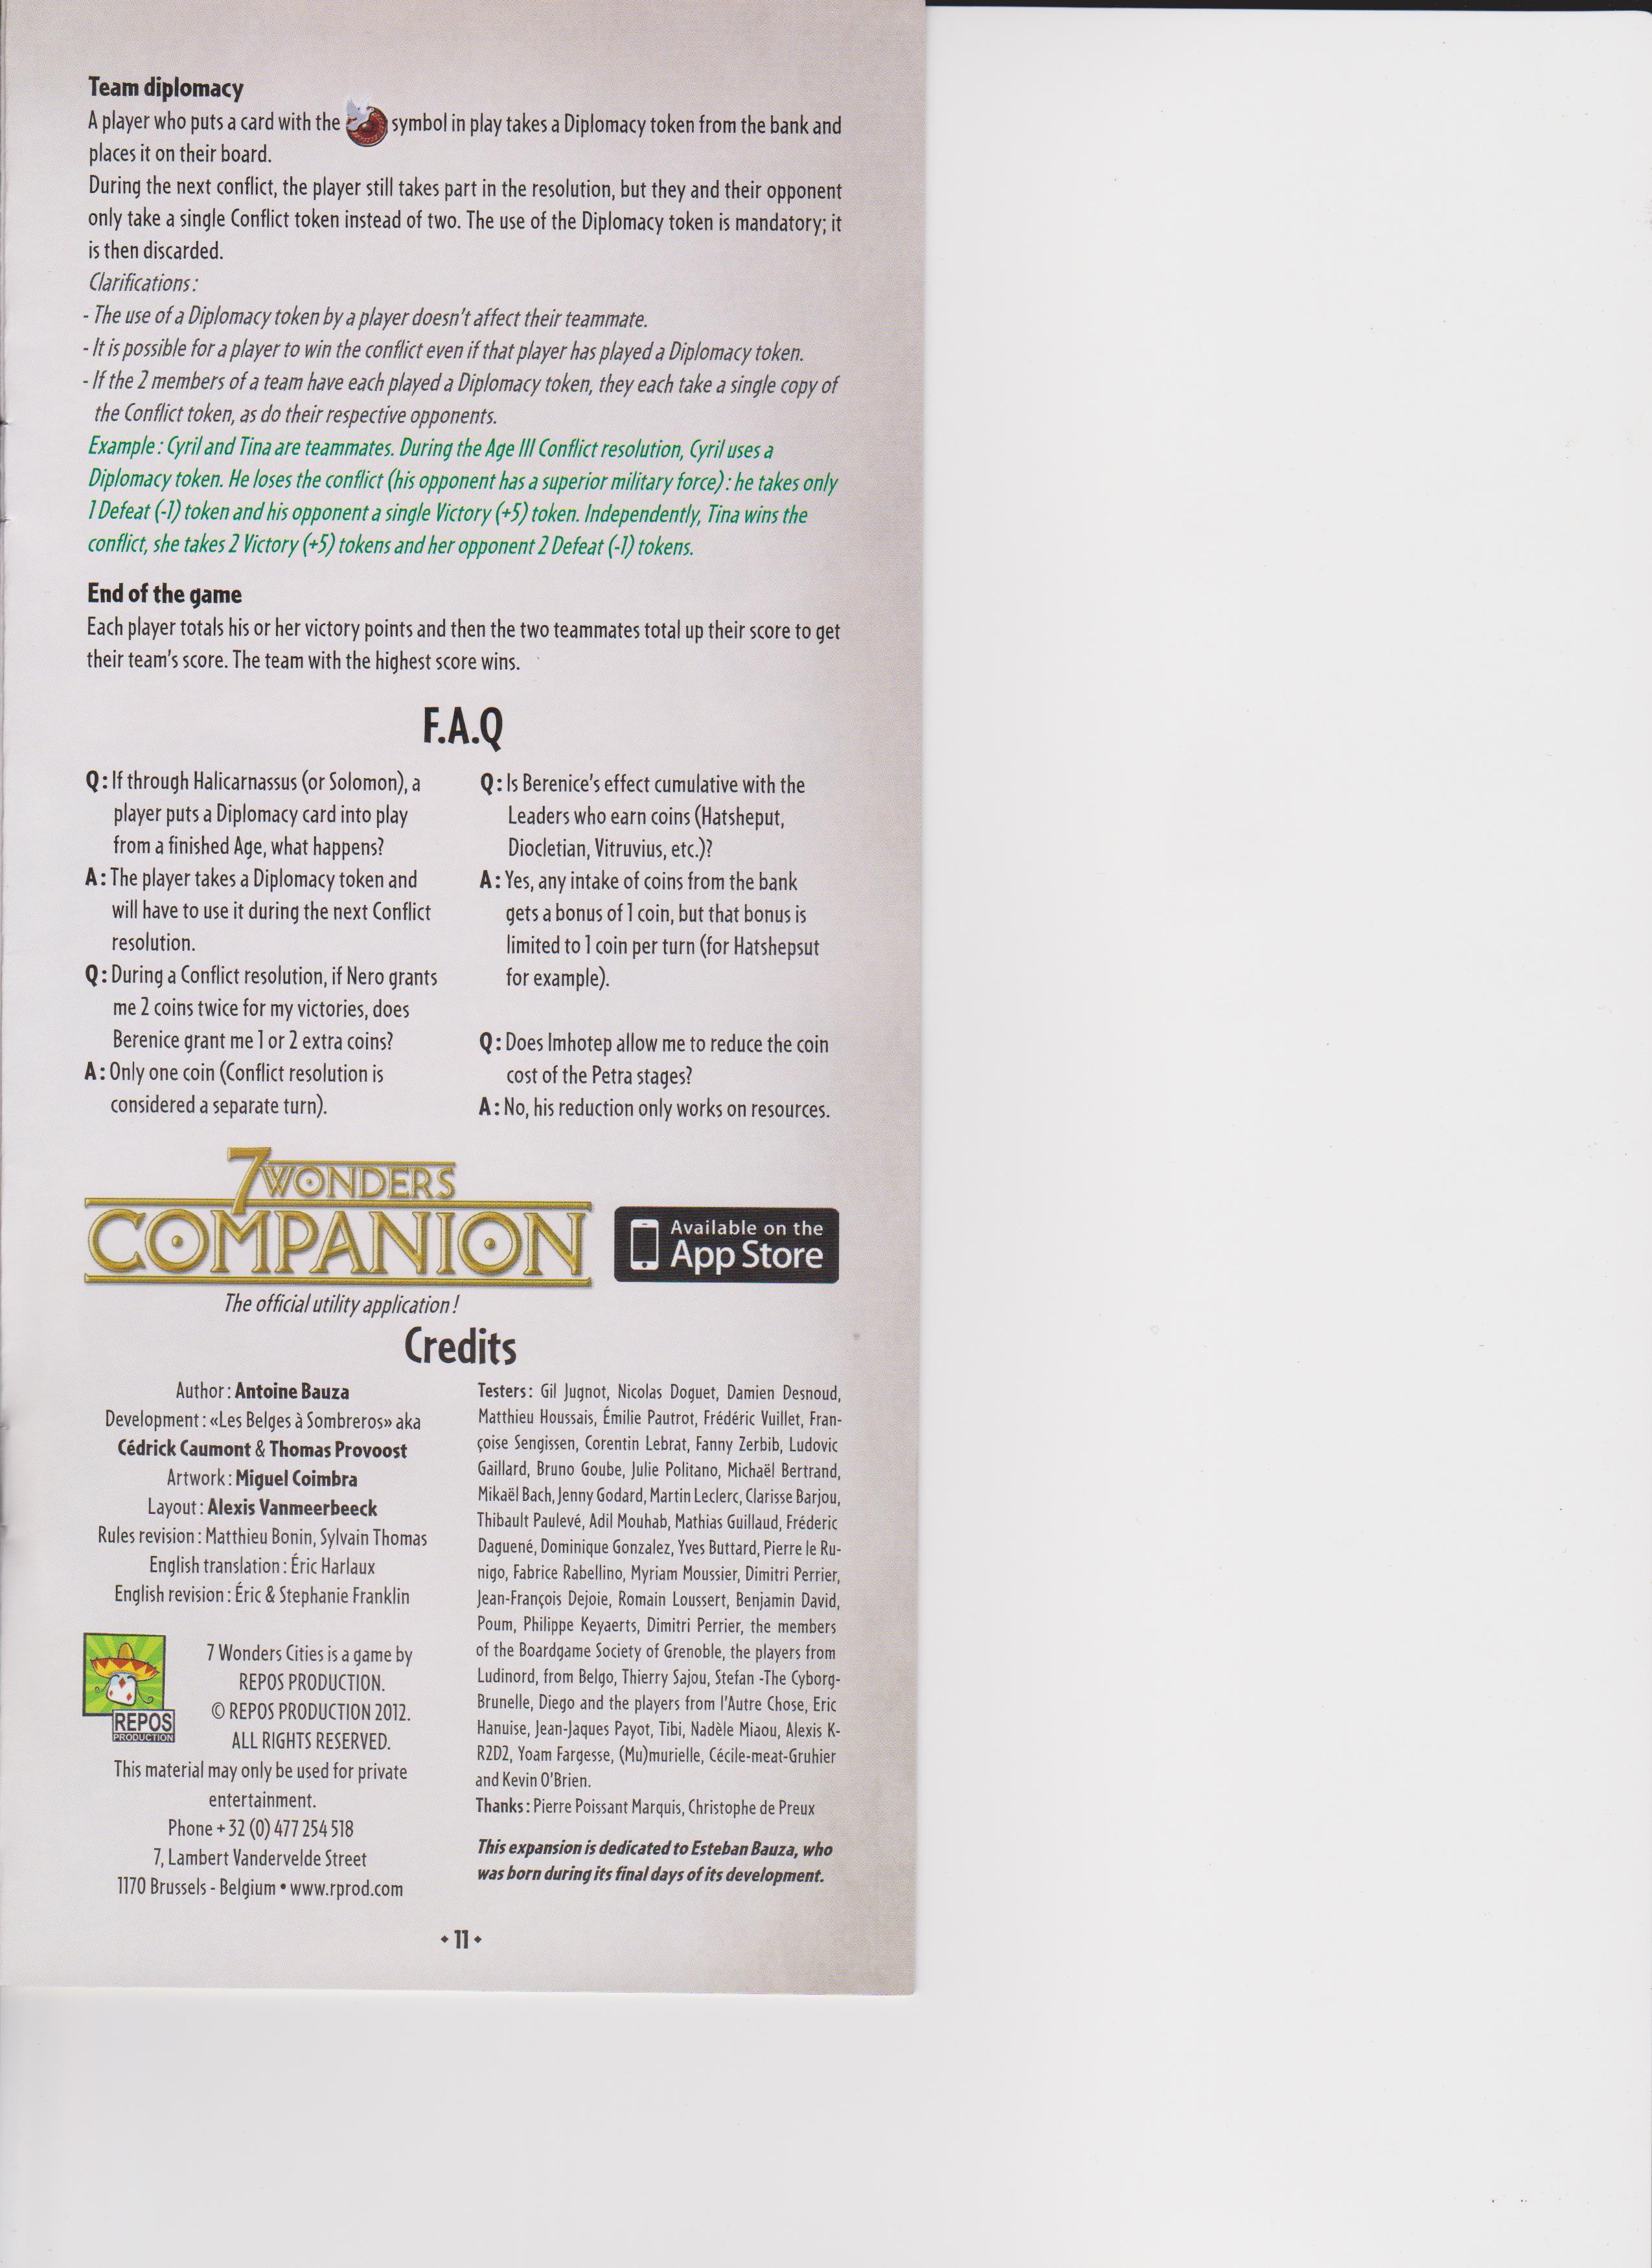 Team diplomacy
A player who puts a card with the symbol in play takes a Diplomacy token from the bank and
places it on their board.
During the next conflict, the player still takes part in the resolution, but they and their opponent
only take a single Conflict token instead of two. The use of the Diplomacy token is mandatory; it
is then discarded.
Clarifications :
- The use of a Diplomacy token by a player doesn't affect their teammate.
- It is possible for a player to win the conflict even if that player has played a Diplomacy token.
- If the 2 members of a team have each played a Diplomacy token, they each take a single copy of
the Conflict token, as do their respective opponents.
Example : Cyril and Tina are teammates. During the Age III Conflict resolution, Cyril uses a
Diplomacy token. He loses the conflict (his opponent has a superior military force) : he takes only
1 Defeat (-1) token and his opponent a single Victory (+5) token. Independently, Tina wins the
conflict, she takes 2 Victory (+5) tokens and her opponent 2 Defeat (-1) tokens.
End of the game
Each player totals his or her victory points and then the two teammates total up their score to get
their team's score. The team with the highest score wins.
F.A.Q
Q : If through Halicarnassus (or Solomon), a
player puts a Diplomacy card into play
from a finished Age, what happens?
A : The player takes a Diplomacy token and
will have to use it during the next Conflict
resolution.
Q : During a Conflict resolution, if Nero grants
me 2 coins twice for my victories, does
Berenice grant me 1 or 2 extra coins?
A : Only one coin (Conflict resolution is
considered a separate turn).
Q : Is Berenice's effect cumulative with the
Leaders who earn coins (Hatsheput,
Diocletian, Vitruvius, etc.)?
A : Yes, any intake of coins from the bank
gets a bonus of 1 coin, but that bonus is
limited to 1 coin per turn (for Hatshepsut
for example).
Q : Does Imhotep allow me to reduce the coin
cost of the Petra stages?
A : No, his reduction only works on resources.
7 WONDERS
COMPANION
Available on the
App Store
The official utility application !
Credits
Author : Antoine Bauza
Development : «Les Belges à Sombreros» aka
Cédrick Caumont & Thomas Provoost
Artwork : Miguel Coimbra
Layout : Alexis Vanmeerbeeck
Rules revision : Matthieu Bonin, Sylvain Thomas
English translation : Éric Harlaux
English revision : Éric & Stephanie Franklin
REPOS
PRODUCTION
7 Wonders Cities is a game by
REPOS PRODUCTION.
© REPOS PRODUCTION 2012.
ALL RIGHTS RESERVED.
This material may only be used for private
entertainment.
Phone + 32 (0) 477 254 518
7, Lambert Vandervelde Street
1170 Brussels - Belgium • www.rprod.com
Testers : Gil Jugnot, Nicolas Doguet, Damien Desnoud,
Matthieu Houssais, Émilie Pautrot, Frédéric Vuillet, Fran-
çoise Sengissen, Corentin Lebrat, Fanny Zerbib, Ludovic
Gaillard, Bruno Goube, Julie Politano, Michaël Bertrand,
Mikaël Bach, Jenny Godard, Martin Leclerc, Clarisse Barjou,
Thibault Paulevé, Adil Mouhab, Mathias Guillaud, Fréderic
Daguené, Dominique Gonzalez, Yves Buttard, Pierre le Ru-
nigo, Fabrice Rabellino, Myriam Moussier, Dimitri Perrier,
Jean-François Dejoie, Romain Loussert, Benjamin David,
Poum, Philippe Keyaerts, Dimitri Perrier, the members
of the Boardgame Society of Grenoble, the players from
Ludinord, from Belgo, Thierry Sajou, Stefan -The Cyborg-
Brunelle, Diego and the players from l'Autre Chose, Eric
Hanuise, Jean-Jaques Payot, Tibi, Nadèle Miaou, Alexis K-
R2D2, Yoam Fargesse, (Mu)murielle, Cécile-meat-Gruhier
and Kevin O'Brien.
Thanks : Pierre Poissant Marquis, Christophe de Preux
This expansion is dedicated to Esteban Bauza, who
was born during its final days of its development.
• 11 •